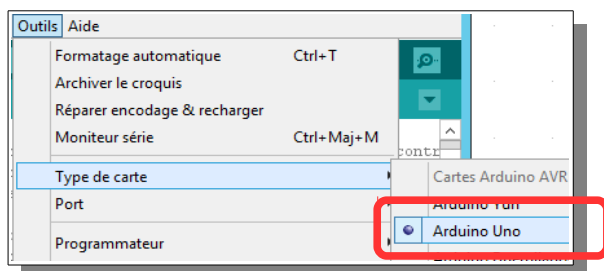 Outils Aide
Formatage automatique Ctrl+T
Archiver le croquis
Réparer encodage & recharger
Moniteur série Ctrl+Maj+M
contr
Type de carte
Cartes Arduino AVR
Port
Arduino Yún
Arduino Uno
Programmateur